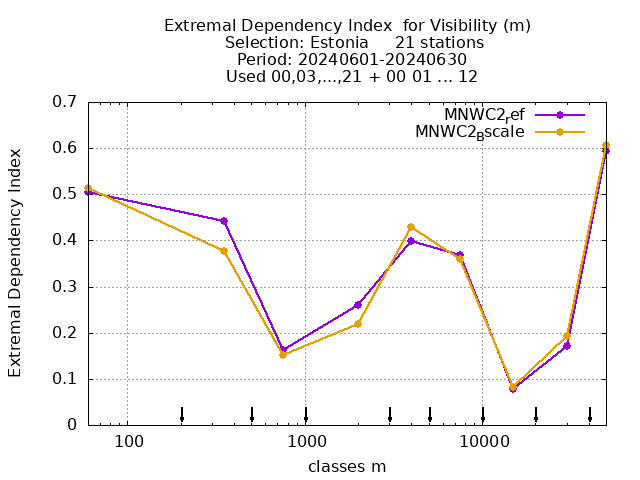 Extremal Dependency Index  for Visibility (m)
Selection: Estonia     21 stations
Period: 20240601-20240630
Used 00,03,...,21 + 00 01 ... 12
MNWC2ref
MNWC2Bscale
Extremal Dependency Index
0.7
0.6
0.5
0.4
0.3
0.2
0.1
0
100
1000
10000
classes m